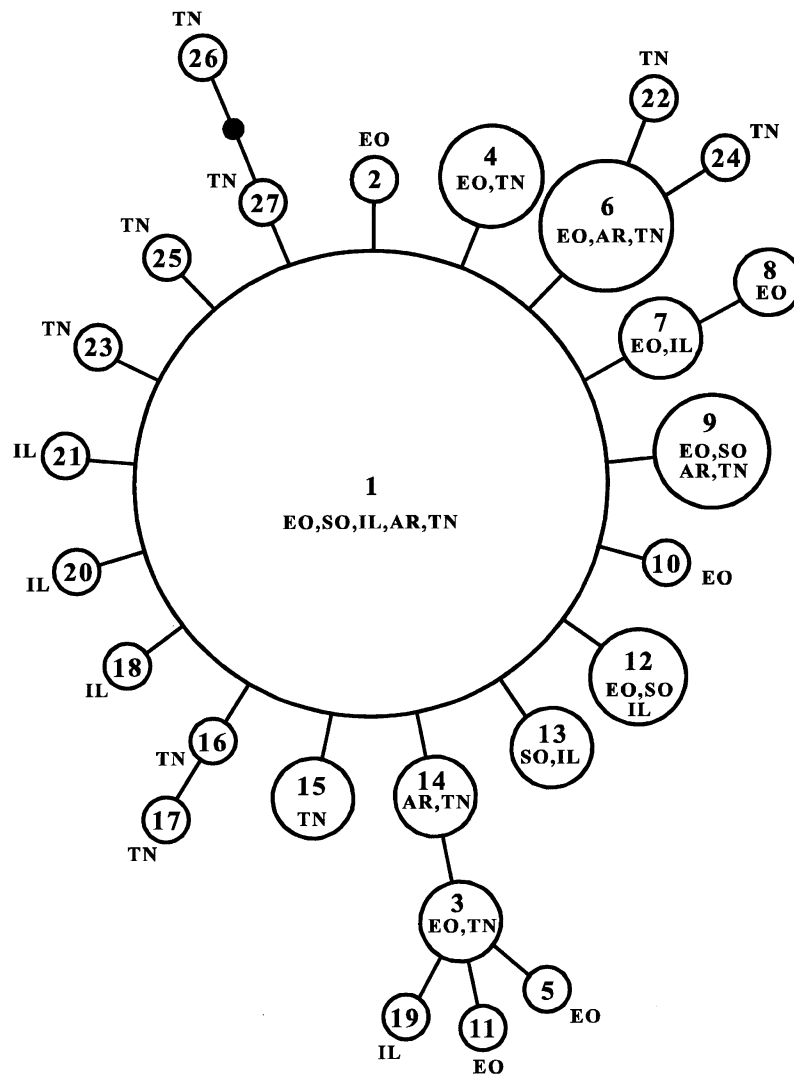 TN
26
TN
22
TN
24
EO
2
4
EO,TN
TN
27
6
EO,AR,TN
TN
25
8
EO
7
EO,IL
TN
23
9
EO,SO
AR,TN
IL
21
1
EO,SO,IL,AR,TN
10
EO
20
IL
12
EO,SO
IL
18
IL
16
TN
13
SO,IL
14
AR,TN
15
TN
17
TN
3
EO,TN
5
EO
19
IL
11
EO